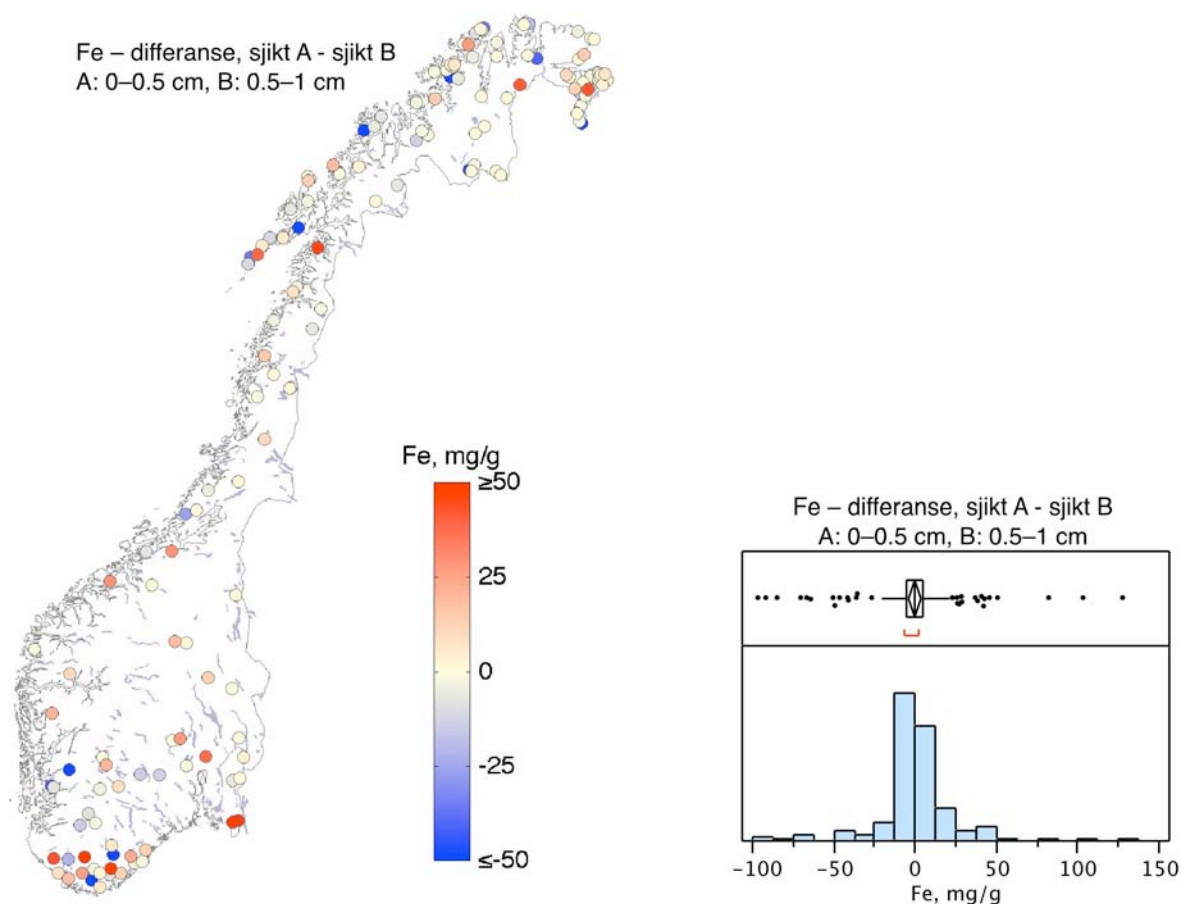 Fe – differanse, sjikt A - sjikt B
A: 0–0.5 cm, B: 0.5–1 cm
Fe, mg/g
≥50
25
0
-25
≤-50
Fe – differanse, sjikt A - sjikt B
A: 0–0.5 cm, B: 0.5–1 cm
-100 -50 0 50 100 150
Fe, mg/g